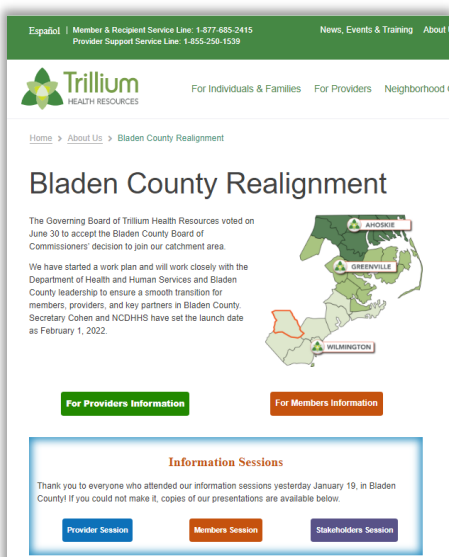 Español | Member & Recipient Service Line: 1-877-685-2415
Provider Support Service Line: 1-855-250-1539
News, Events & Training About
Trillium
HEALTH RESOURCES
For Individuals & Families For Providers Neighborhood
Home > About Us > Bladen County Realignment
Bladen County Realignment
The Governing Board of Trillium Health Resources voted on
June 30 to accept the Bladen County Board of
Commissioners' decision to join our catchment area.
We have started a work plan and will work closely with the
Department of Health and Human Services and Bladen
County leadership to ensure a smooth transition for
members, providers, and key partners in Bladen County.
Secretary Cohen and NCDHHS have set the launch date
as February 1, 2022.
AHOSKIE
GREENVILLE
WILMINGTON
For Providers Information
For Members Information
Information Sessions
Thank you to everyone who attended our information sessions yesterday January 19, in Bladen
County! If you could not make it, copies of our presentations are available below.
Provider Session
Members Session
Stakeholders Session